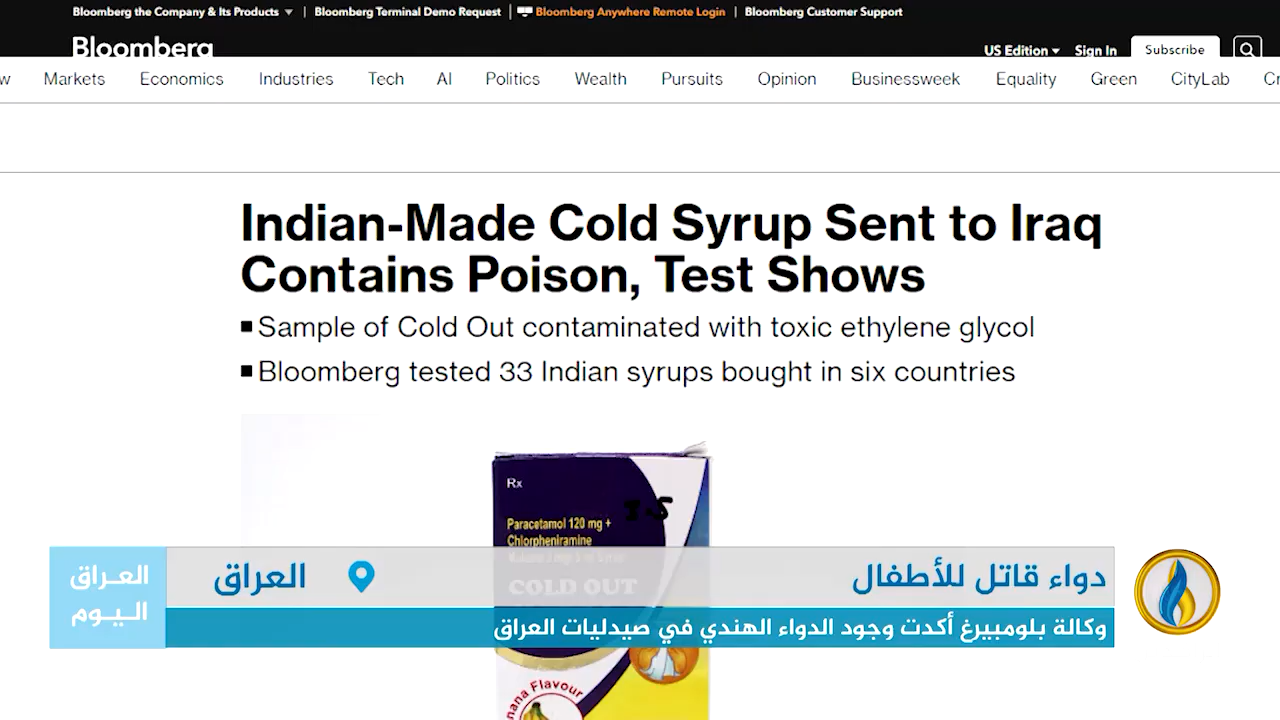 Bloomberg the Company & Its Products
Bloomberg Terminal Demo Request
Bloomberg Anywhere Remote Login
Bloomberg Customer Support
Bloomberg
US Edition
Sign In
Subscribe
Markets
Economics
Industries
Tech
AI
Politics
Wealth
Pursuits
Opinion
Businessweek
Equality
Green
CityLab
Indian-Made Cold Syrup Sent to Iraq
Contains Poison, Test Shows
Sample of Cold Out contaminated with toxic ethylene glycol
Bloomberg tested 33 Indian syrups bought in six countries
Rx
Paracetamol 120 mg +
Chlorpheniramine
COLD OUT
دواء قاتل للأطفال
العراق
العراق
اليوم
وكالة بلومبيرغ أكدت وجود الدواء الهندي في صيدليات العراق
Flavour